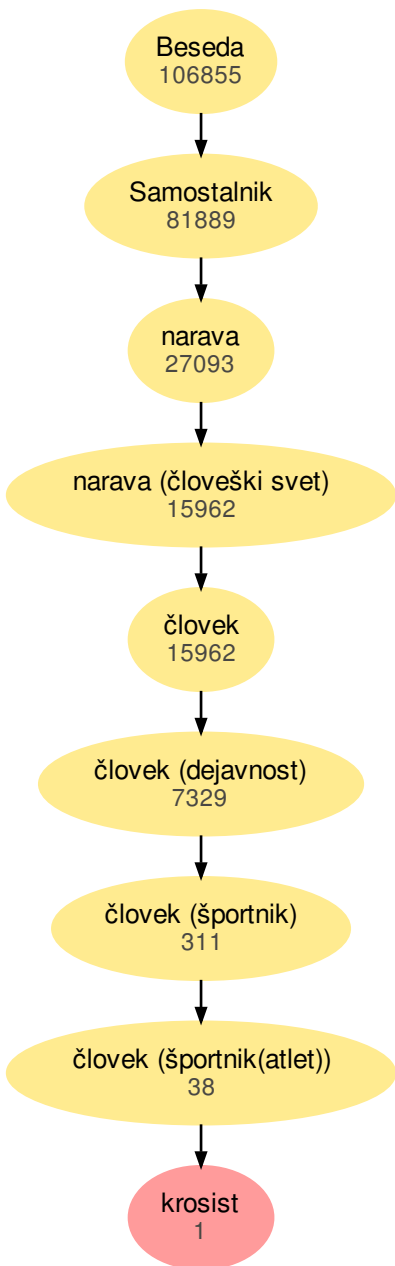 Beseda
106855
Samostalnik
81889
narava
27093
narava (človeški svet)
15962
človek
15962
človek (dejavnost)
7329
človek (športnik)
311
človek (športnik(atlet))
38
krosist
1